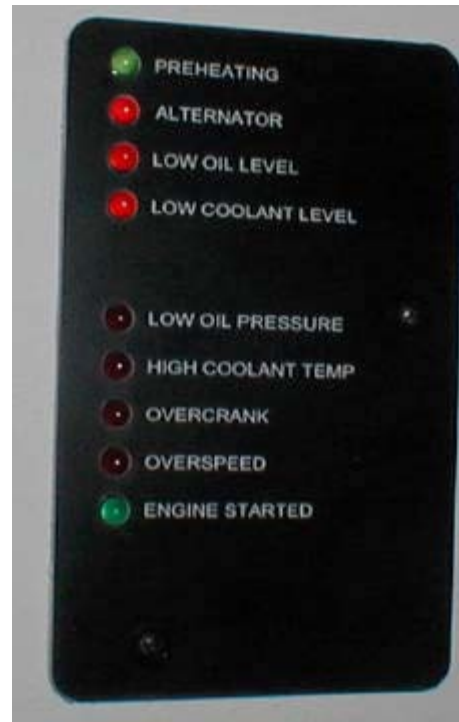 PREHEATING
ALTERNATOR
LOW OIL LEVEL
LOW COOLANT LEVEL
LOW OIL PRESSURE
HIGH COOLANT TEMP
OVERCRANK
OVERSPEED
ENGINE STARTED